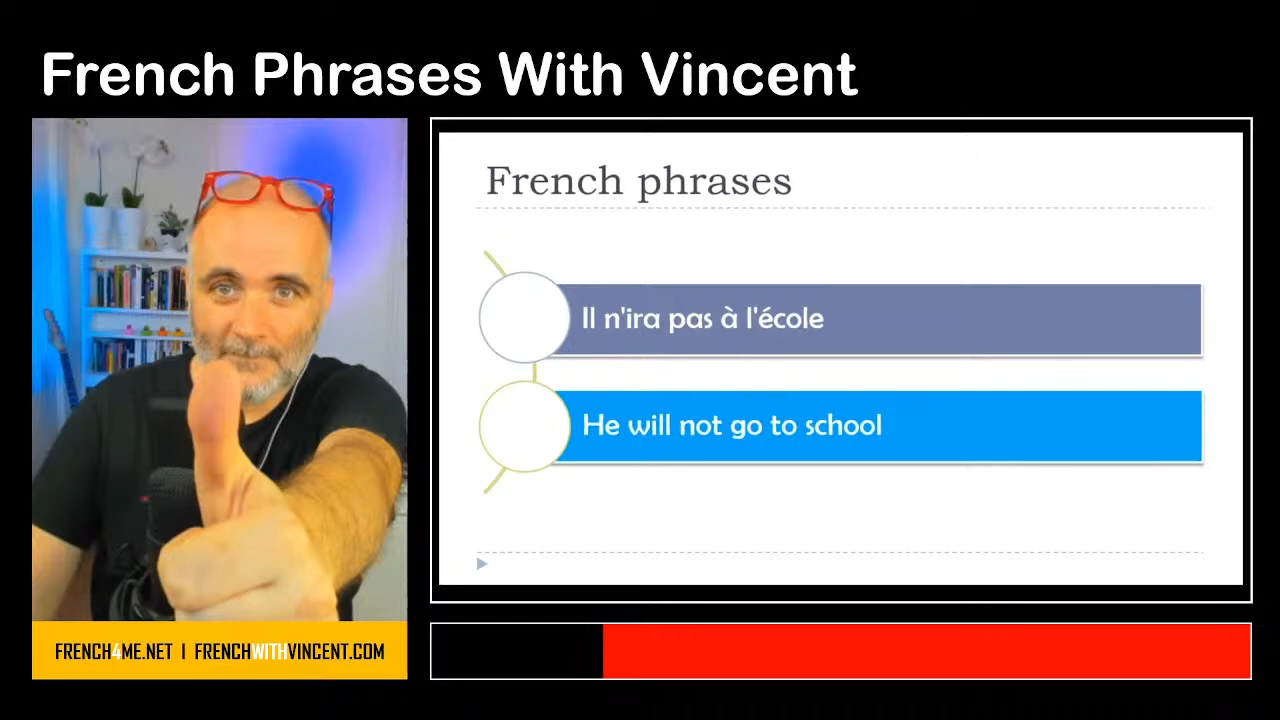 French Phrases With Vincent
French phrases
Il n'ira pas à l'école
He will not go to school
FRENCH4ME.NET | FRENCHWITHVINCENT.COM